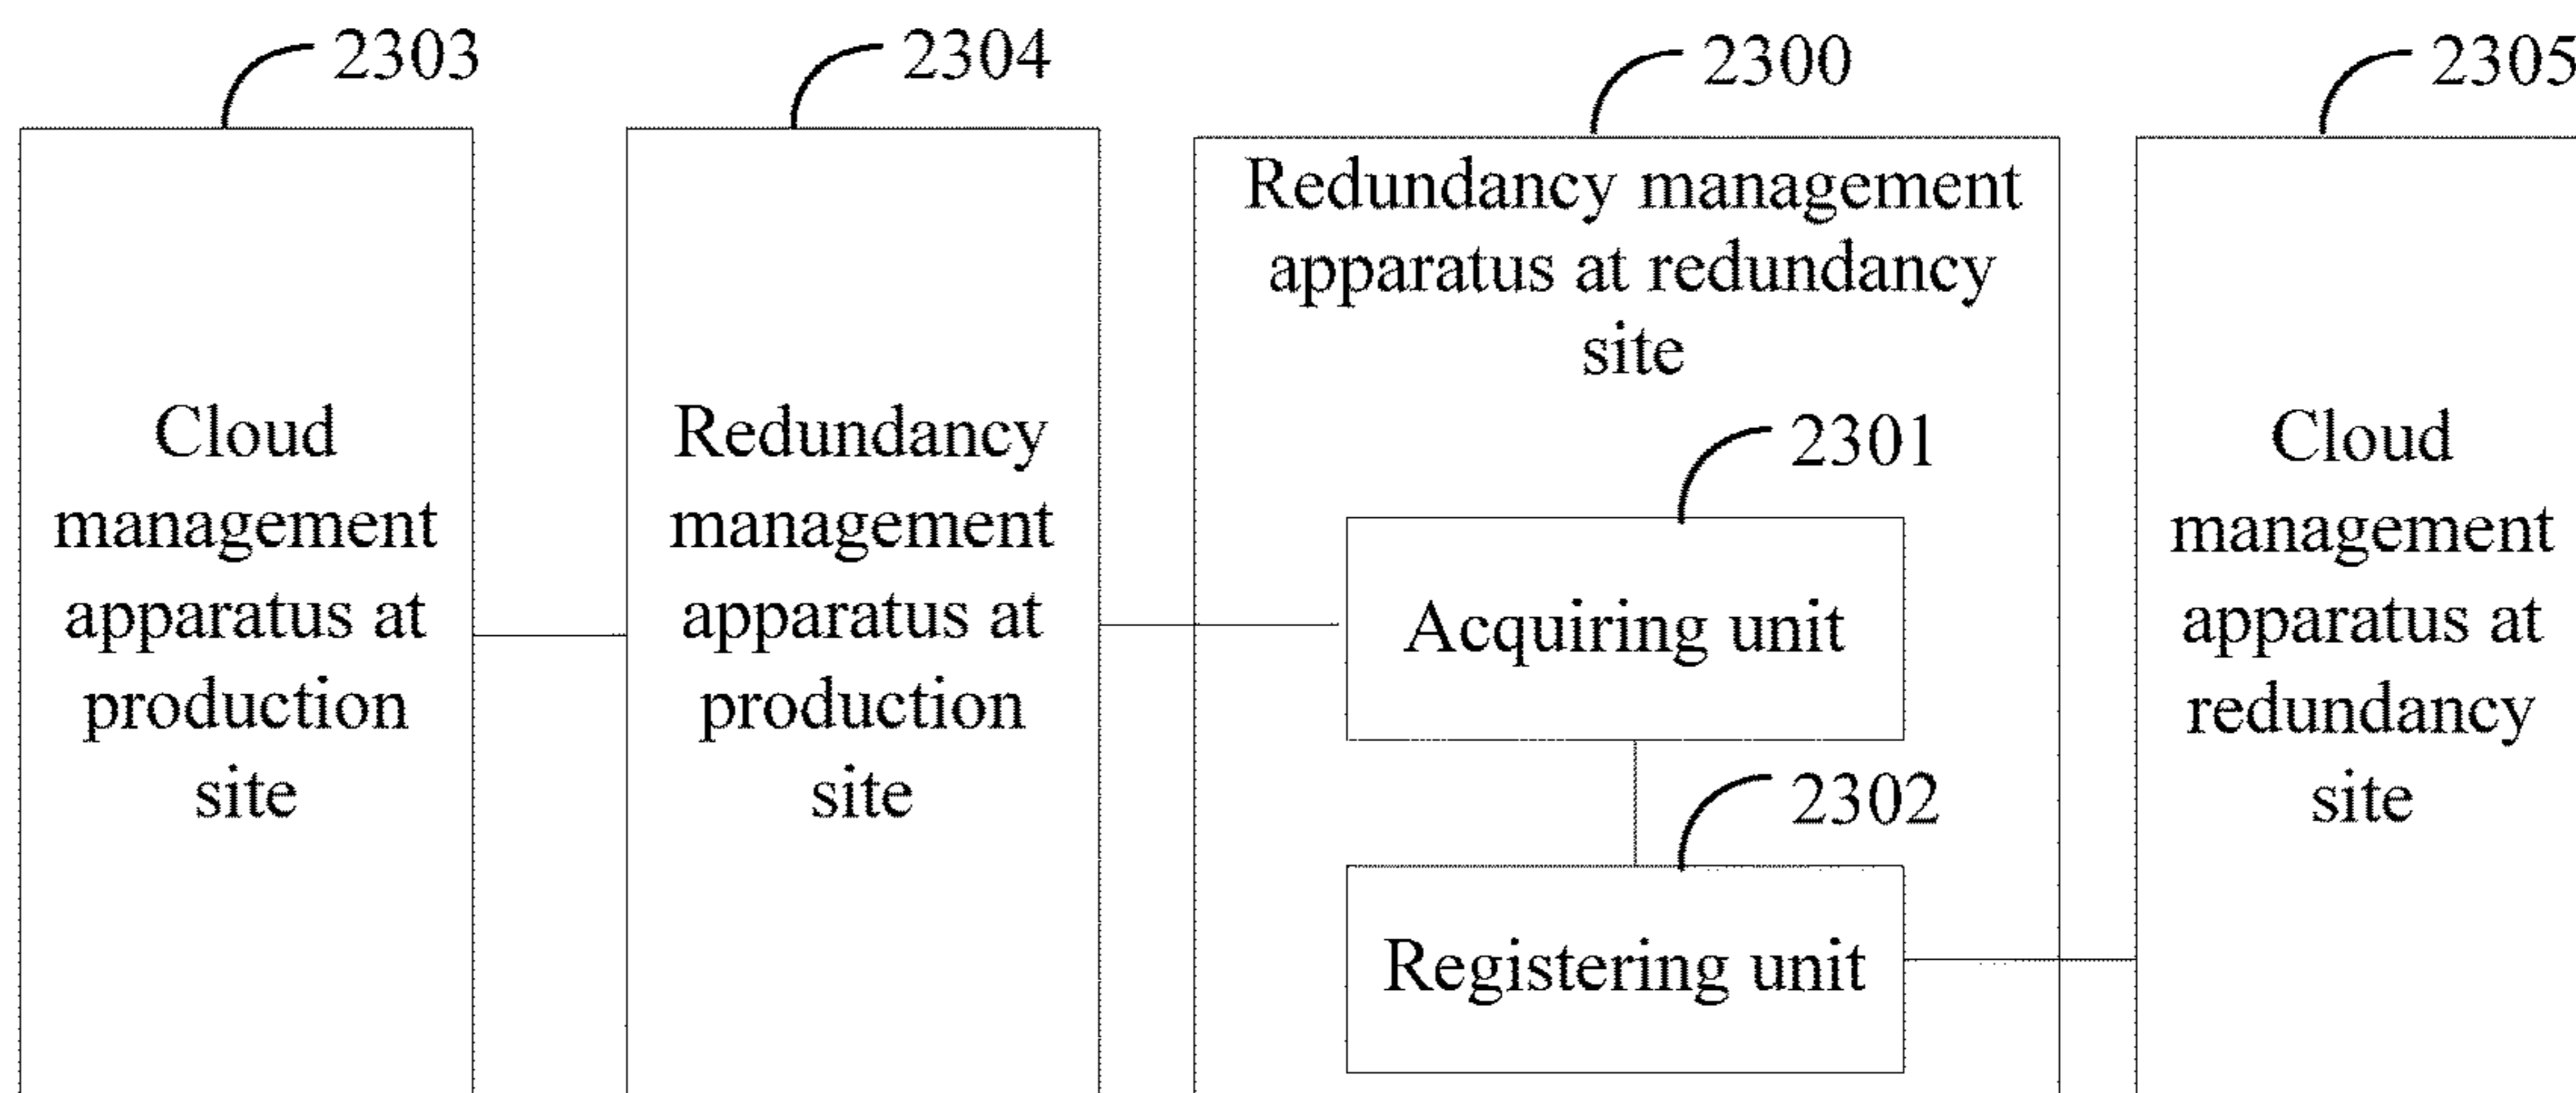 2303
2304
2300
2305
Cloud
management
apparatus at
production
site
Redundancy
management
apparatus at
production
site
Redundancy management
apparatus at redundancy
site
2301
Acquiring unit
2302
Registering unit
Cloud
management
apparatus at
redundancy
site